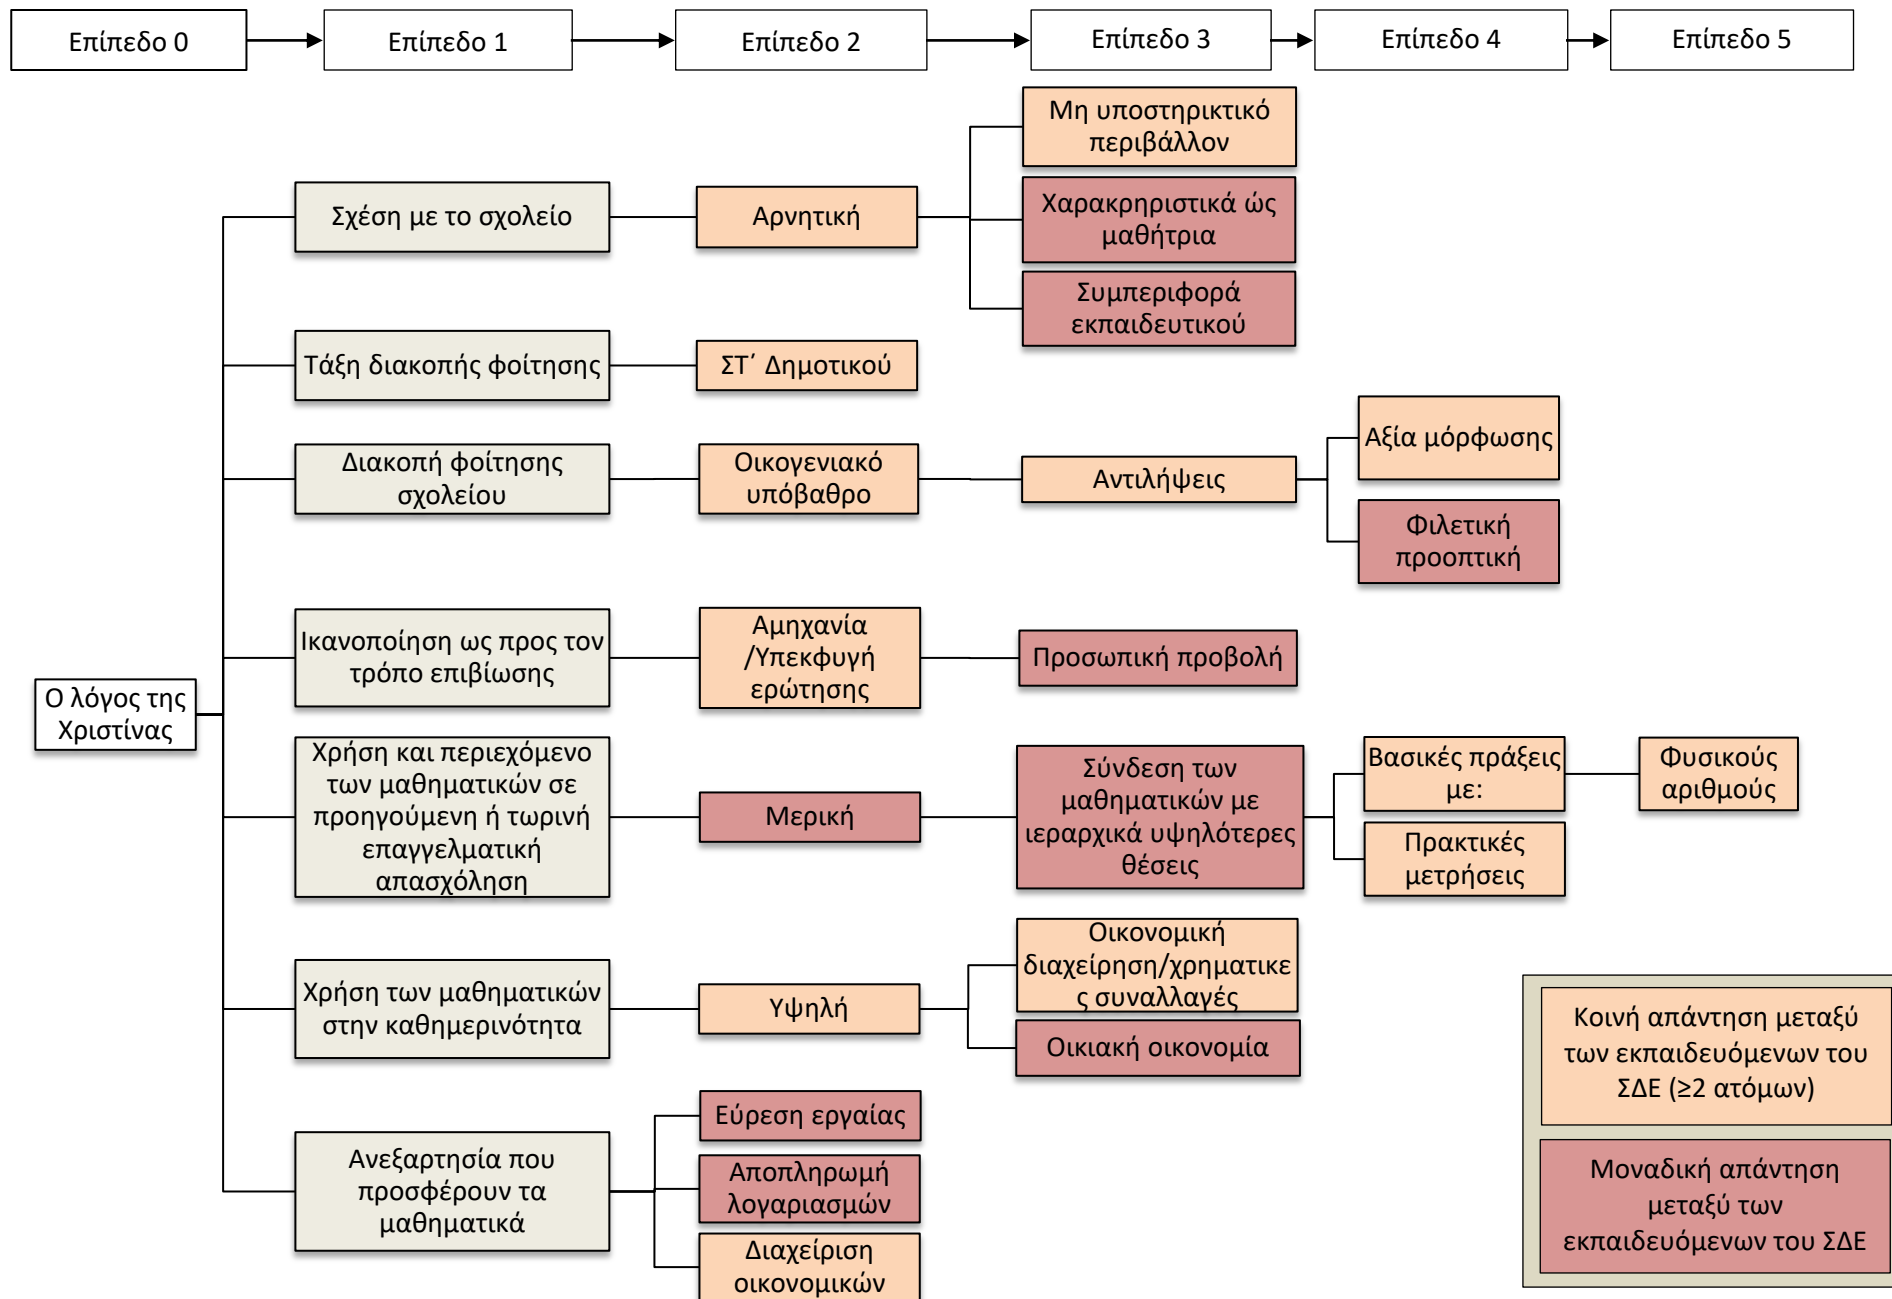 Επίπεδο 0
Επίπεδο 1
Επίπεδο 2
Επίπεδο 3
Επίπεδο 4
Επίπεδο 5
Ο λόγος της
Χριστίνας
Σχέση με το σχολείο
Αρνητική
Μη υποστηρικτικό
περιβάλλον
Χαρακρηριστικά ώς
μαθήτρια
Συμπεριφορά
εκπαιδευτικού
Τάξη διακοπής φοίτησης
ΣΤ΄ Δημοτικού
Διακοπή φοίτησης
σχολείου
Οικογενιακό
υπόβαθρο
Αντιλήψεις
Αξία μόρφωσης
Φιλετική
προοπτική
Ικανοποίηση ως προς τον
τρόπο επιβίωσης
Αμηχανία
/Υπεκφυγή
ερώτησης
Προσωπική προβολή
Χρήση και περιεχόμενο
των μαθηματικών σε
προηγούμενη ή τωρινή
επαγγελματική
απασχόληση
Μερική
Σύνδεση των
μαθηματικών με
ιεραρχικά υψηλότερες
θέσεις
Βασικές πράξεις
με:
Φυσικούς
αριθμούς
Πρακτικές
μετρήσεις
Χρήση των μαθηματικών
στην καθημερινότητα
Υψηλή
Οικονομική
διαχείρηση/χρηματικε
ς συναλλαγές
Οικιακή οικονομία
Ανεξαρτησία που
προσφέρουν τα
μαθηματικά
Εύρεση εργαίας
Αποπληρωμή
λογαριασμών
Διαχείριση
οικονομικών
Κοινή απάντηση μεταξύ
των εκπαιδευόμενων του
ΣΔΕ (≥2 ατόμων)
Μοναδική απάντηση
μεταξύ των
εκπαιδευόμενων του ΣΔΕ